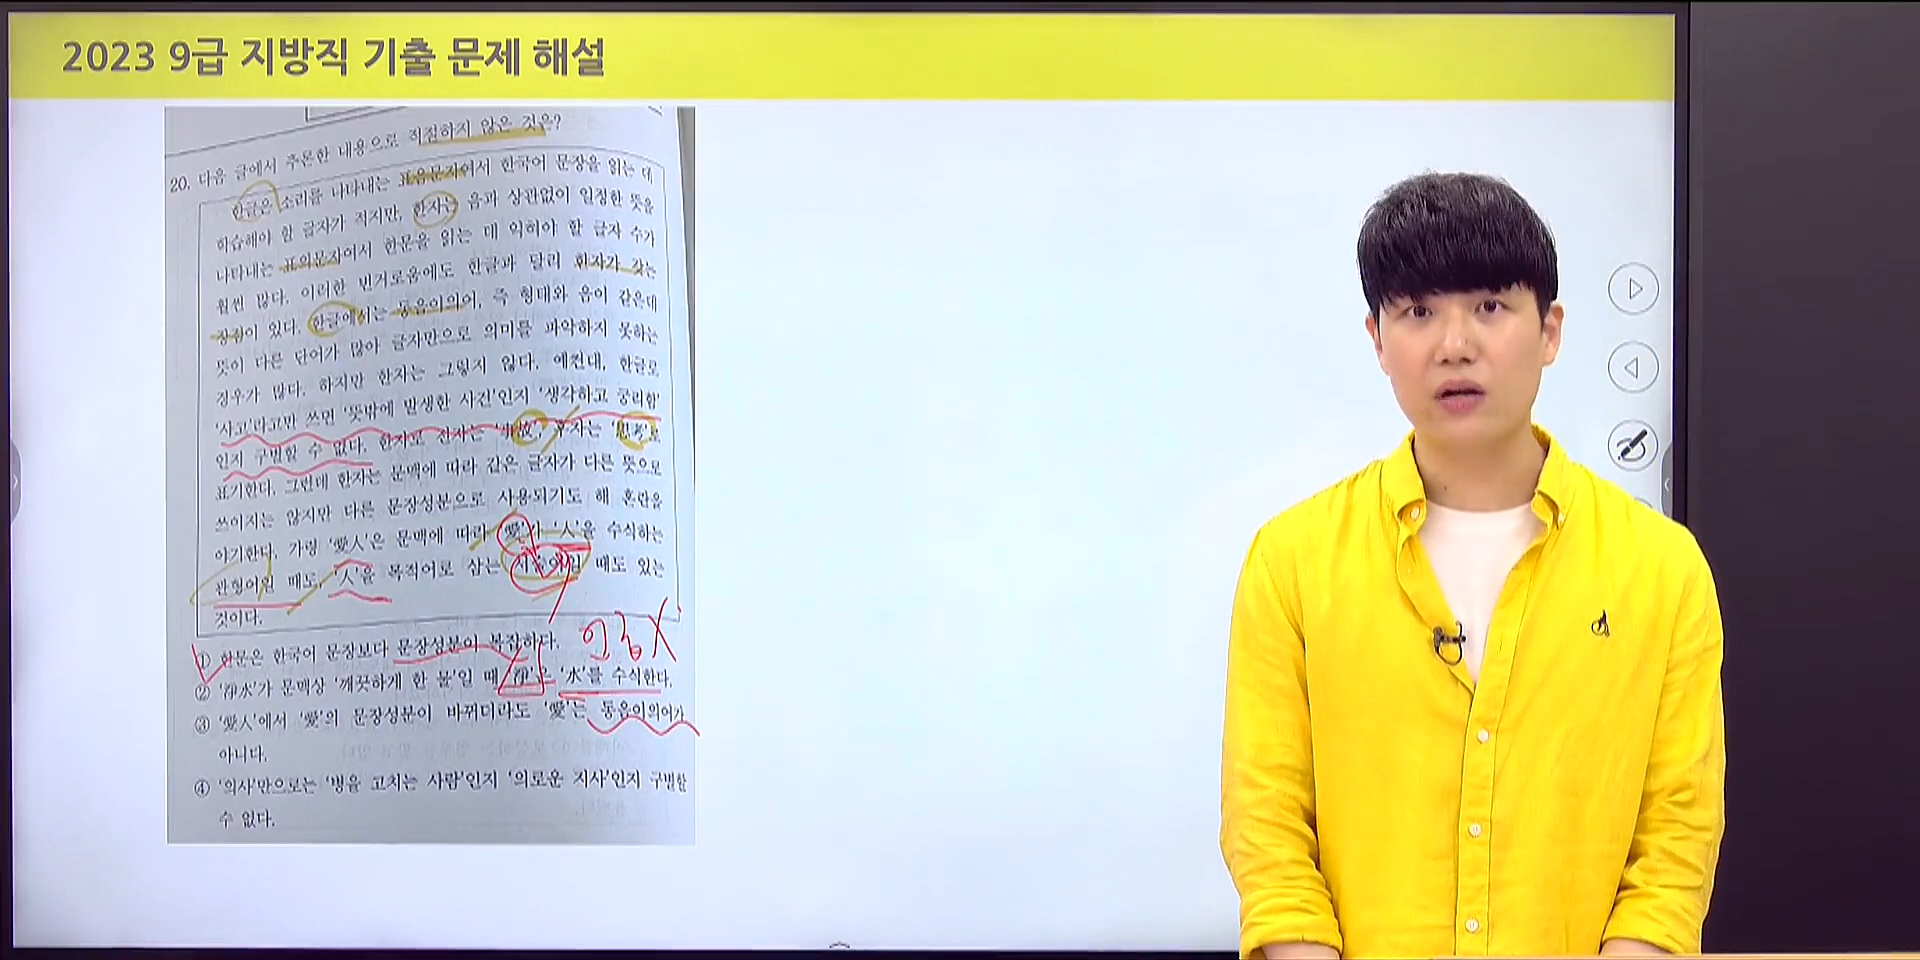 2023 9급 지방직 기출 문제 해설
20. 다음 글에서 추론한 내용으로 적절하지 않은 것은?
한글은 소리를 나타내는 표음문자여서 한국어 문장을 읽는 데
학습해야 할 글자가 적지만, 한자는 음과 상관없이 일정한 뜻을
나타내는 표의문자여서 한문을 읽는 데 익혀야 할 글자 수가
훨씬 많다. 이러한 번거로움에도 한글과 달리 한자가 갖는
장점이 있다. 한글에서는 동음이의어, 즉 형태와 음이 같은데
뜻이 다른 단어가 많아 글자만으로 의미를 파악하지 못하는
경우가 많다. 하지만 한자는 그렇지 않다. 예컨대, 한글로
'사고'라고만 쓰면 '뜻밖에 발생한 사건'인지 '생각하고 궁리함'
인지 구별할 수 없다. 한자로 전자는 '事故', 후자는 '思考'로
표기한다. 그런데 한자는 문맥에 따라 같은 글자가 다른 뜻으로
쓰이지는 않지만 다른 문장성분으로 사용되기도 해 혼란을
야기한다. 가령 '愛人'은 문맥에 따라 '愛'가 '人'을 수식하는
관형어일 때도, '人'을 목적어로 삼는 서술어일 때도 있는
것이다.
① 한문은 한국어 문장보다 문장성분이 복잡하다.
언급X
② '淨水'가 문맥상 '깨끗하게 한 물'일 때 '淨'은 '水'를 수식한다.
③ '愛人'에서 '愛'의 문장성분이 바뀌더라도 '愛'는 동음이의어가
아니다.
④ '의사'만으로는 '병을 고치는 사람'인지 '의로운 지사'인지 구별할
수 없다.